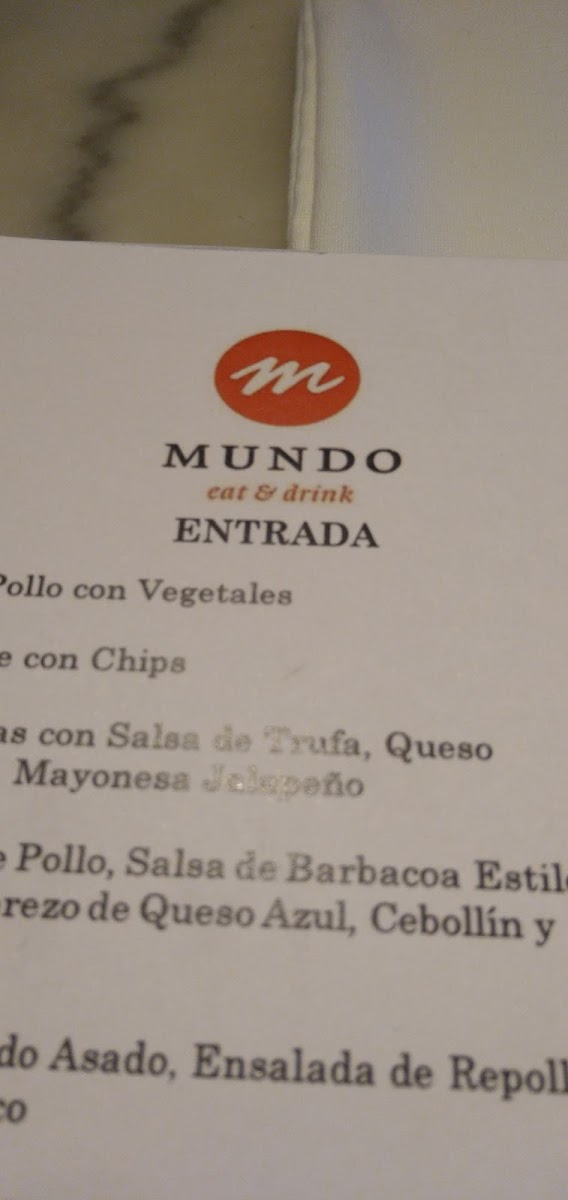 m
MUNDO
eat & drink
ENTRADA
Pollo con Vegetales
e con Chips
as con Salsa de Trufa, Queso
Mayonesa Jalapeño
e Pollo, Salsa de Barbacoa Estilo
rezo de Queso Azul, Cebollín y
do Asado, Ensalada de Repoll
co